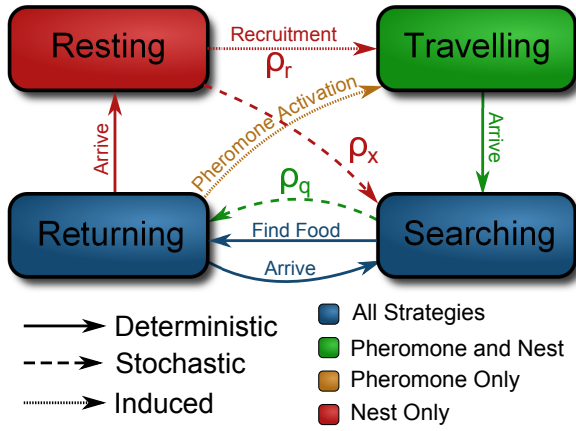 Resting
Recruitment
ρr
Travelling
Pheromone Activation
Arrive
Arrive
ρx
ρq
Returning
Find Food
Searching
Arrive
Deterministic
Stochastic
Induced
All Strategies
Pheromone and Nest
Pheromone Only
Nest Only